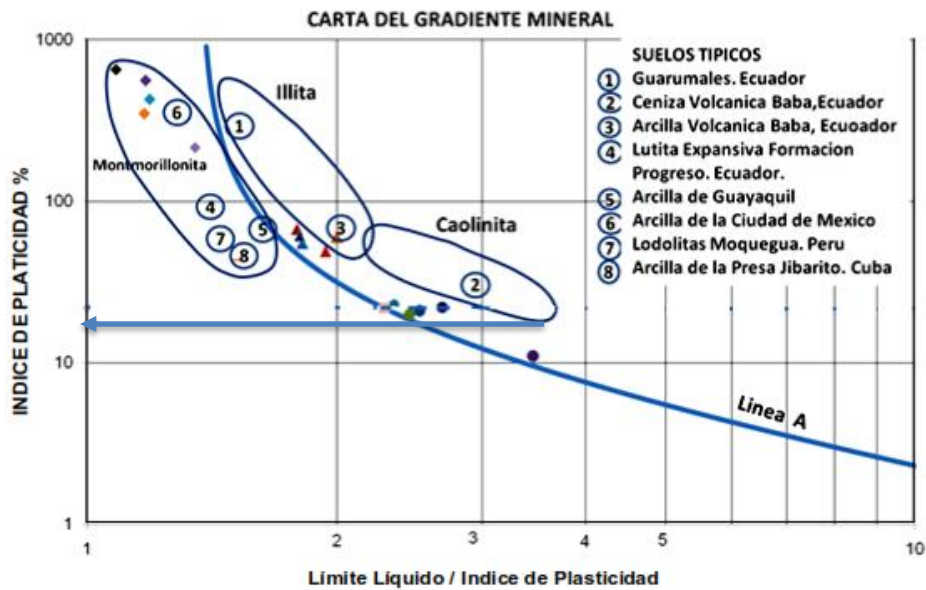 CARTA DEL GRADIENTE MINERAL
1000
100
10
1
INDICE DE PLATICIDAD %
Illita
Montmorillonita
Caolinita
Linea A
1
2
3
4
5
6
7
8
SUELOS TIPICOS
1 Guarumales. Ecuador
2 Ceniza Volcanica Baba,Ecuador
3 Arcilla Volcanica Baba, Ecuoador
4 Lutita Expansiva Formacion
Progreso. Ecuador.
5 Arcilla de Guayaquil
6 Arcilla de la Ciudad de Mexico
7 Lodolitas Moquegua. Peru
8 Arcilla de la Presa Jibarito. Cuba
1
2
3
4
5
10
Límite Líquido / Indice de Plasticidad